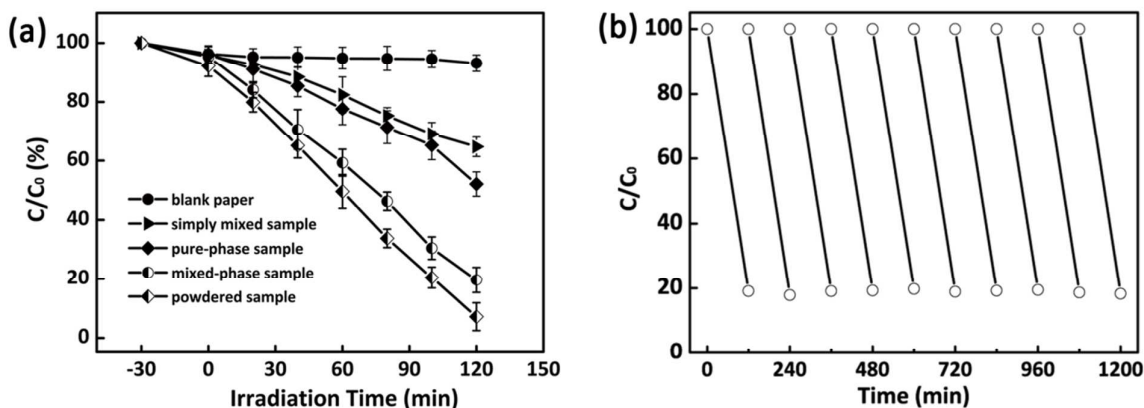 (a)
100
80
60
40
20
0
C/C₀ (%)
blank paper
simply mixed sample
pure-phase sample
mixed-phase sample
powdered sample
-30 0 30 60 90 120 150
Irradiation Time (min)
(b)
100
80
60
40
20
0
C/C₀
0 240 480 720 960 1200
Time (min)